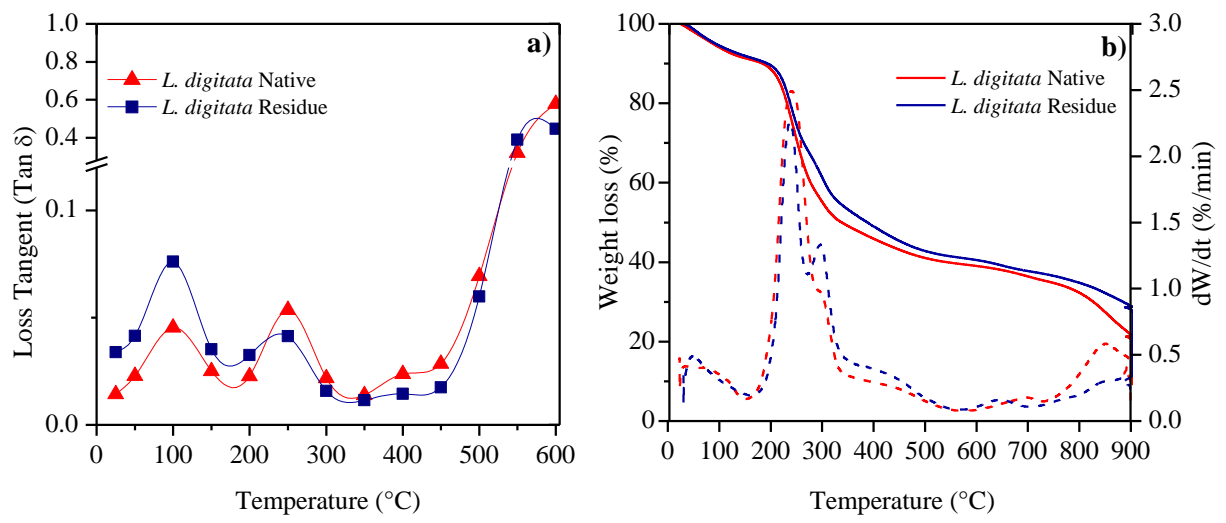 a)
L. digitata Native
L. digitata Residue
Loss Tangent (Tan δ)
1.0
0.8
0.6
0.4
0.1
0.0
0 100 200 300 400 500 600
Temperature (°C)
b)
L. digitata Native
L. digitata Residue
Weight loss (%)
100
80
60
40
20
0
dW/dt (%/min)
3.0
2.5
2.0
1.5
1.0
0.5
0.0
0 100 200 300 400 500 600 700 800 900
Temperature (°C)